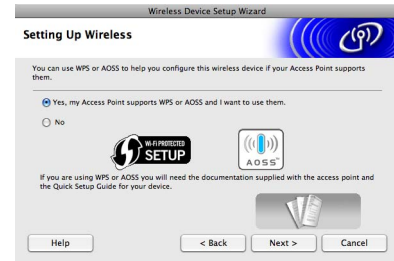 Wireless Device Setup Wizard
Setting Up Wireless
You can use WPS or AOSS to help you configure this wireless device if your Access Point supports
them.
Yes, my Access Point supports WPS or AOSS and I want to use them.
No
Wi-Fi PROTECTED
SETUP
AOSS™
If you are using WPS or AOSS you will need the documentation supplied with the access point and
the Quick Setup Guide for your device.
Help
< Back
Next >
Cancel